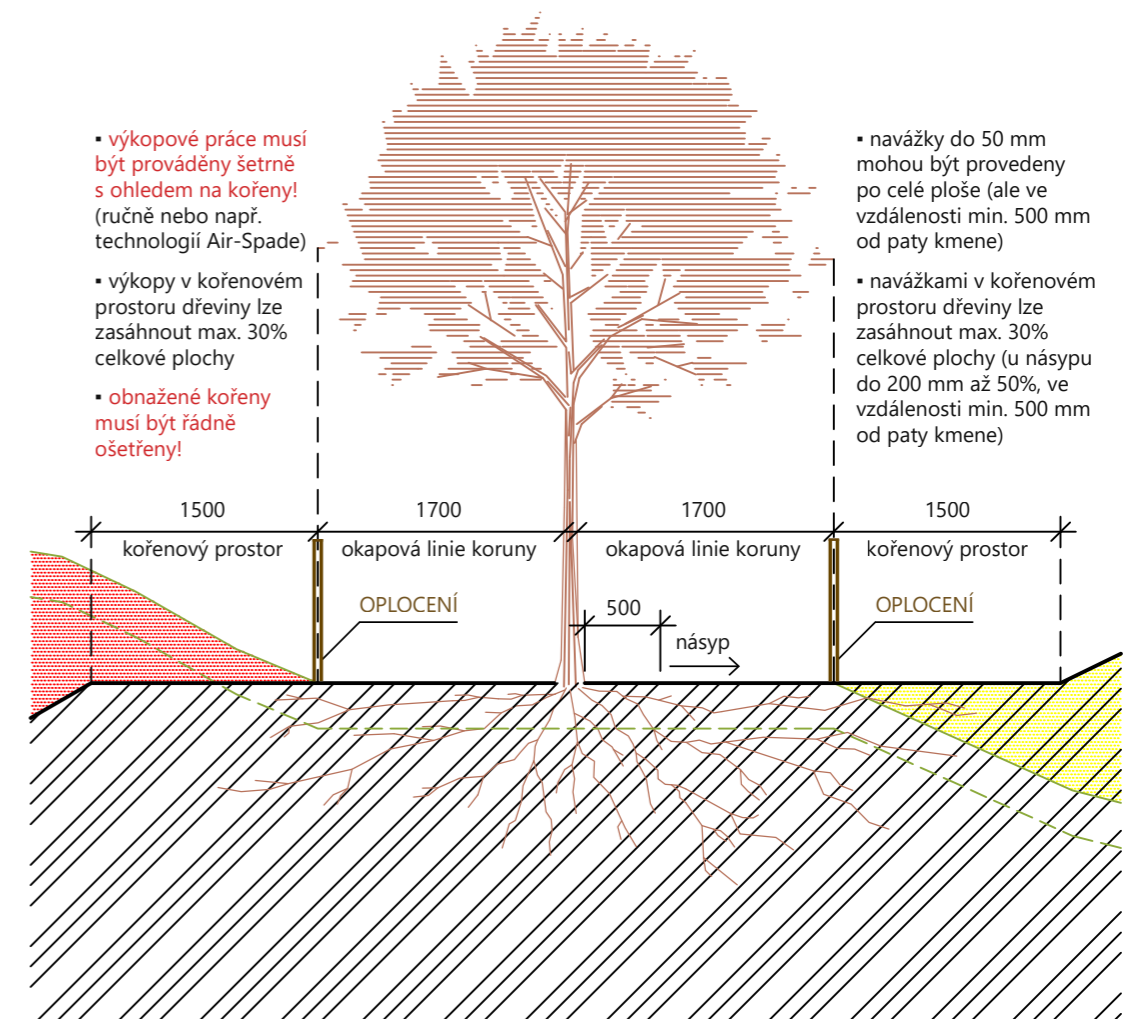 ▪ výkopové práce musí
být prováděny šetrně
s ohledem na kořeny!
(ručně nebo např.
technologií Air-Spade)
▪ výkopy v kořenovém
prostoru dřeviny lze
zasáhnout max. 30%
celkové plochy
▪ obnažené kořeny
musí být řádně
ošetřeny!
▪ navážky do 50 mm
mohou být provedeny
po celé ploše (ale ve
vzdálenosti min. 500 mm
od paty kmene)
▪ navážkami v kořenovém
prostoru dřeviny lze
zasáhnout max. 30%
celkové plochy (u násypu
do 200 mm až 50%, ve
vzdálenosti min. 500 mm
od paty kmene)
1500
1700
1700
1500
kořenový prostor
okapová linie koruny
okapová linie koruny
kořenový prostor
OPLOCENÍ
500
OPLOCENÍ
násyp